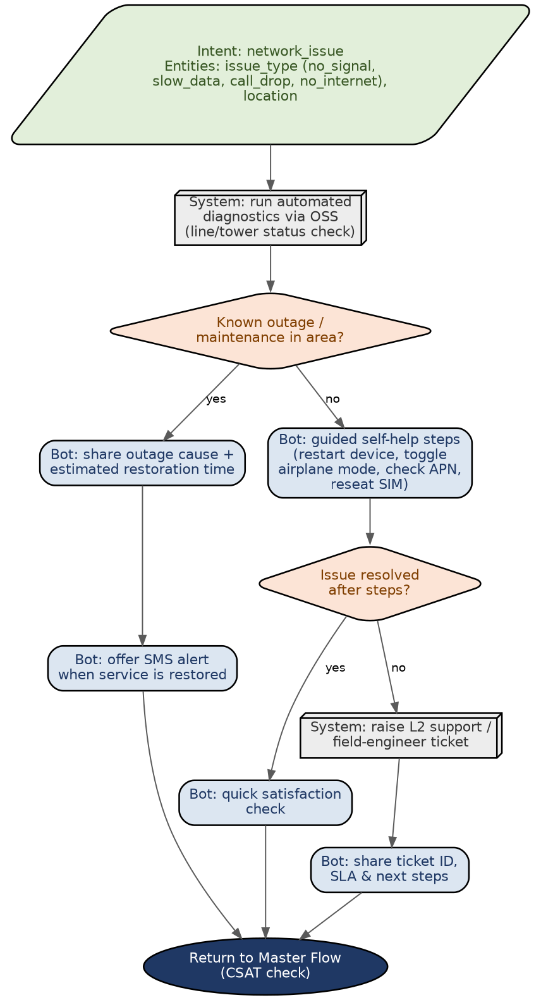 Intent: network_issue
Entities: issue_type (no_signal,
slow_data, call_drop, no_internet),
location
System: run automated
diagnostics via OSS
(line/tower status check)
Known outage /
maintenance in area?
yes
no
Bot: share outage cause +
estimated restoration time
Bot: guided self-help steps
(restart device, toggle
airplane mode, check APN,
reseat SIM)
Issue resolved
after steps?
Bot: offer SMS alert
when service is restored
yes
no
System: raise L2 support /
field-engineer ticket
Bot: quick satisfaction
check
Bot: share ticket ID,
SLA & next steps
Return to Master Flow
(CSAT check)